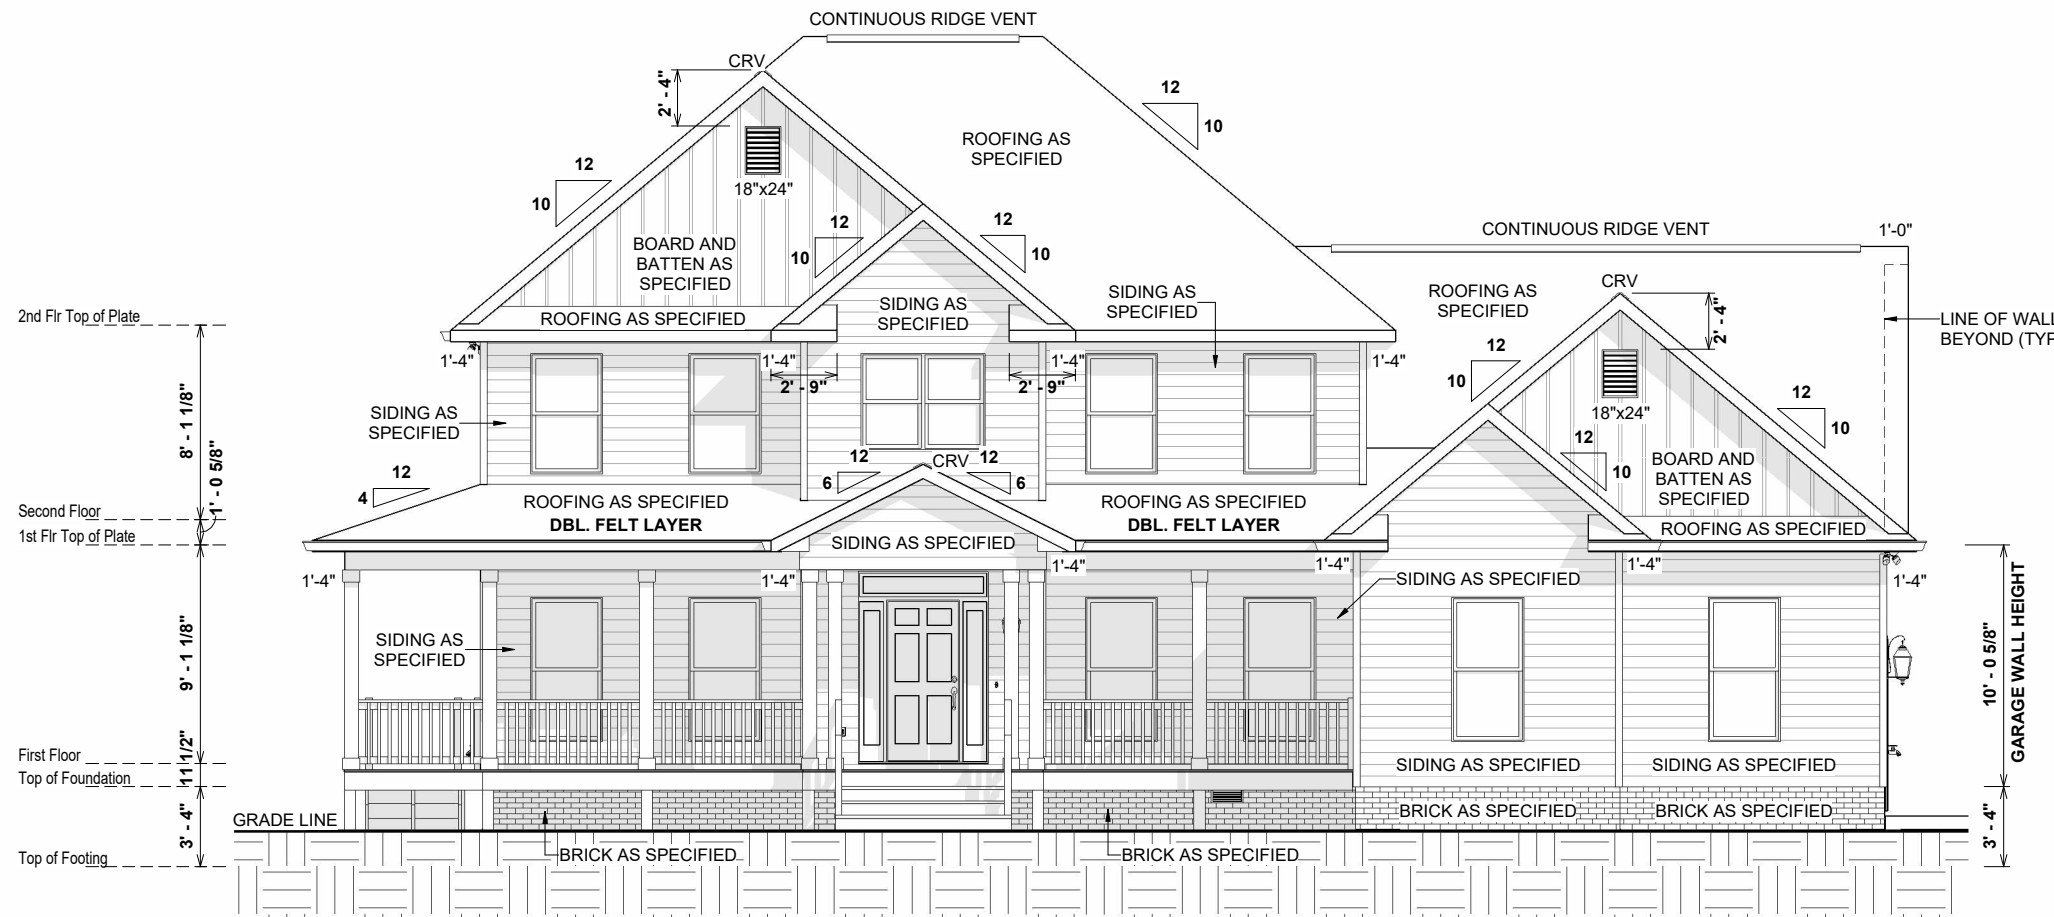 CONTINUOUS RIDGE VENT
CRV
2' - 4"
12
10
ROOFING AS
SPECIFIED
12
10
18"x24"
12
10
12
10
BOARD AND
BATTEN AS
SPECIFIED
CONTINUOUS RIDGE VENT
1'-0"
CRV
2' - 4"
ROOFING AS
SPECIFIED
SIDING AS
SPECIFIED
SIDING AS
SPECIFIED
ROOFING AS SPECIFIED
2nd Flr Top of Plate
LINE OF WALL
BEYOND (TYP
1'-4"
1'-4"
1'-4"
1'-4"
2' - 9"
2' - 9"
12
10
18"x24"
12
10
SIDING AS
SPECIFIED
8' - 1 1/8"
12
10
BOARD AND
BATTEN AS
SPECIFIED
12
CRV
12
6
6
12
4
1' - 0 5/8"
ROOFING AS SPECIFIED
DBL. FELT LAYER
ROOFING AS SPECIFIED
DBL. FELT LAYER
ROOFING AS SPECIFIED
Second Floor
1st Flr Top of Plate
SIDING AS SPECIFIED
1'-4"
1'-4"
1'-4"
1'-4"
1'-4"
1'-4"
SIDING AS SPECIFIED
9' - 1 1/8"
SIDING AS
SPECIFIED
10' - 0 5/8"
GARAGE WALL HEIGHT
First Floor
11 1/2"
Top of Foundation
SIDING AS SPECIFIED
SIDING AS SPECIFIED
GRADE LINE
3' - 4"
BRICK AS SPECIFIED
BRICK AS SPECIFIED
3' - 4"
Top of Footing
BRICK AS SPECIFIED
BRICK AS SPECIFIED